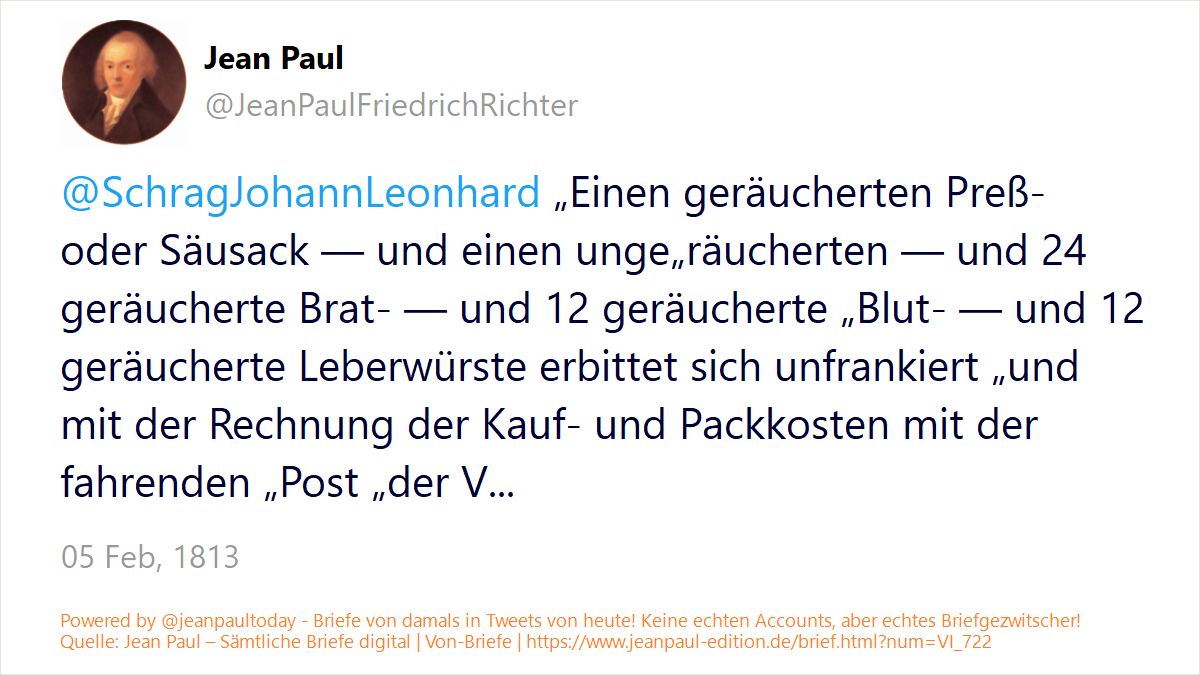 Jean Paul
@JeanPaulFriedrichRichter
@SchragJohannLeonhard „Einen geräucherten Preß-
oder Säusack — und einen unge„räucherten — und 24
geräucherte Brat- — und 12 geräucherte „Blut- — und 12
geräucherte Leberwürste erbittet sich unfrankiert „und
mit der Rechnung der Kauf- und Packkosten mit der
fahrenden „Post „der V...
05 Feb, 1813
Powered by @jeanpaultoday - Briefe von damals in Tweets von heute! Keine echten Accounts, aber echtes Briefgezwitscher!
Quelle: Jean Paul – Sämtliche Briefe digital | Von-Briefe | https://www.jeanpaul-edition.de/brief.html?num=VI_722